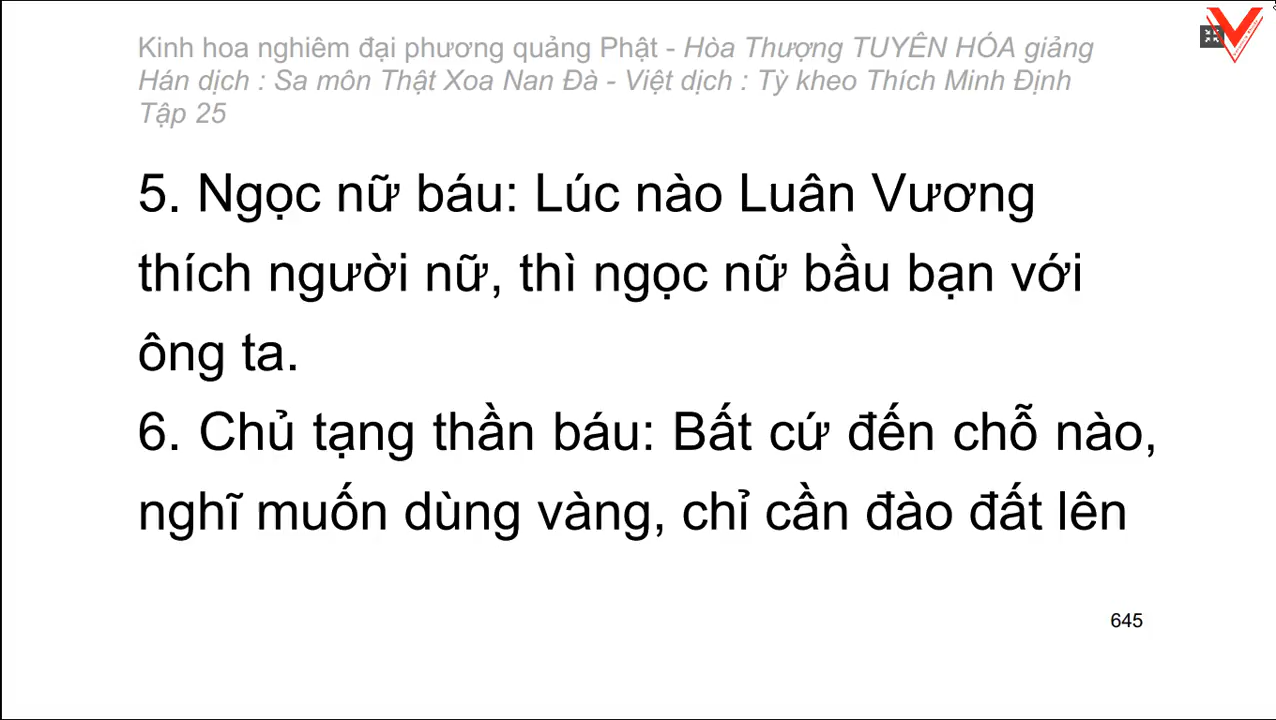 Kinh hoa nghiêm đại phương quảng Phật - Hòa Thượng TUYÊN HÓA giảng
Hán dịch : Sa môn Thật Xoa Nan Đà - Việt dịch : Tỳ kheo Thích Minh Định
Tập 25
5. Ngọc nữ báu: Lúc nào Luân Vương
thích người nữ, thì ngọc nữ bầu bạn với
ông ta.
6. Chủ tạng thần báu: Bất cứ đến chỗ nào,
nghĩ muốn dùng vàng, chỉ cần đào đất lên
645